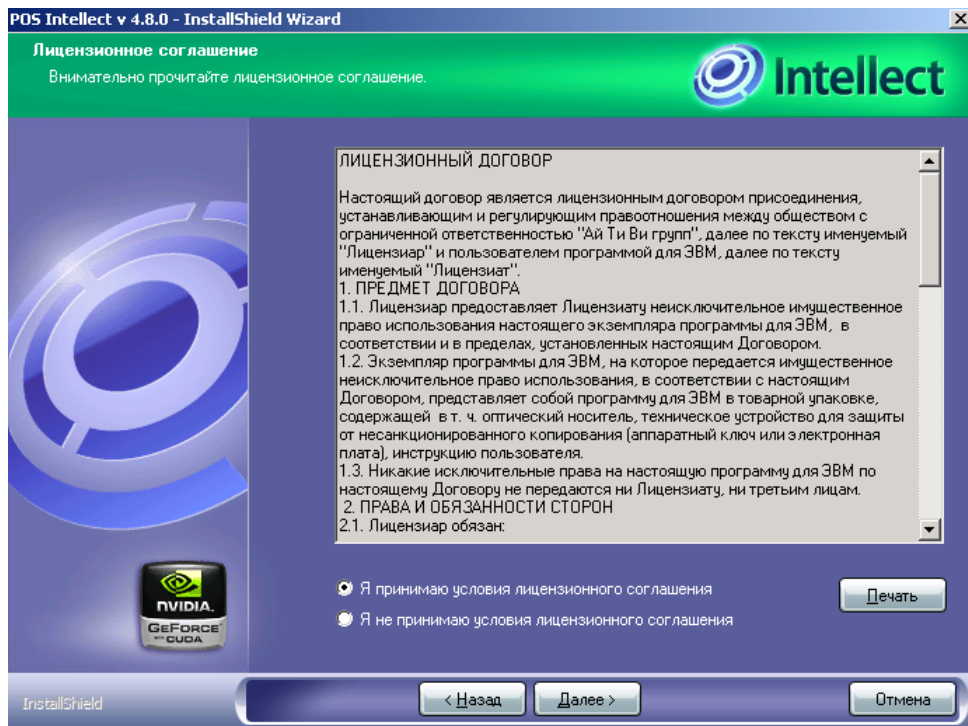 POS Intellect v 4.8.0 - InstallShield Wizard
Лицензионное соглашение
Внимательно прочитайте лицензионное соглашение.
Intellect
ЛИЦЕНЗИОННЫЙ ДОГОВОР
Настоящий договор является лицензионным договором присоединения,
устанавливающим и регулирующим правоотношения между обществом с
ограниченной ответственностью "Ай Ти Ви групп", далее по тексту именуемый
"Лицензиар" и пользователем программой для ЭВМ, далее по тексту
именуемый "Лицензиат".
1. ПРЕДМЕТ ДОГОВОРА
1.1. Лицензиар предоставляет Лицензиату неисключительное имущественное
право использования настоящего экземпляра программы для ЭВМ, в
соответствии и в пределах, установленных настоящим Договором.
1.2. Экземпляр программы для ЭВМ, на которое передается имущественное
неисключительное право использования, в соответствии с настоящим
Договором, представляет собой программу для ЭВМ в товарной упаковке,
содержащей в т. ч. оптический носитель, техническое устройство для защиты
от несанкционированного копирования (аппаратный ключ или электронная
плата), инструкцию пользователя.
1.3. Никакие исключительные права на настоящую программу для ЭВМ по
настоящему Договору не передаются ни Лицензиату, ни третьим лицам.
2. ПРАВА И ОБЯЗАННОСТИ СТОРОН
2.1. Лицензиар обязан:
Я принимаю условия лицензионного соглашения
Печать
Я не принимаю условия лицензионного соглашения
NVIDIA.
GEFORCE
WITH CUDA
InstallShield
< Назад
Далее >
Отмена